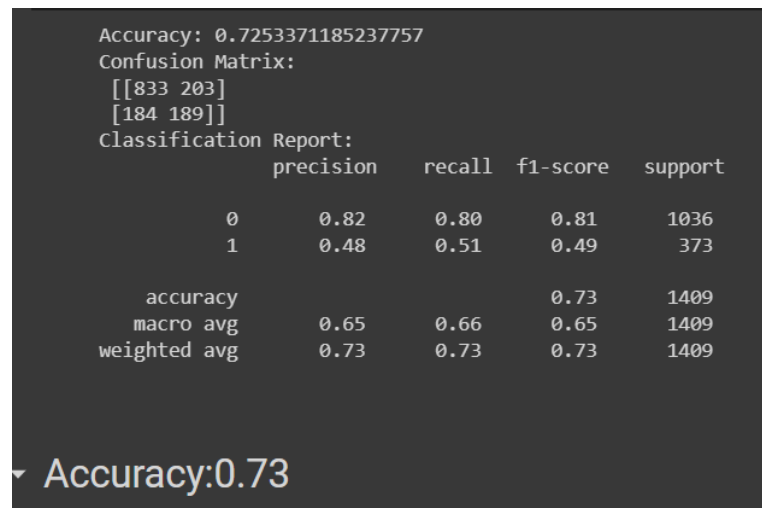 Accuracy: 0.7253371185237757
Confusion Matrix:
[[833 203]
[184 189]]
Classification Report:
precision recall f1-score support
0 0.82 0.80 0.81 1036
1 0.48 0.51 0.49 373
accuracy 0.73 1409
macro avg 0.65 0.66 0.65 1409
weighted avg 0.73 0.73 0.73 1409
Accuracy:0.73